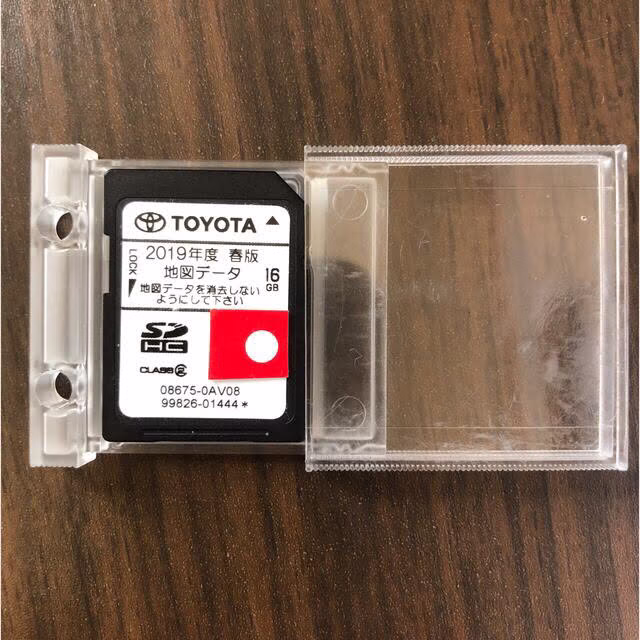 TOYOTA
2019年度 春版
地図データ
16
GB
LOCK
地図データを消去しない
ようにして下さい
SD
HC
CLASS②
08675-0AV08
99826-01444*